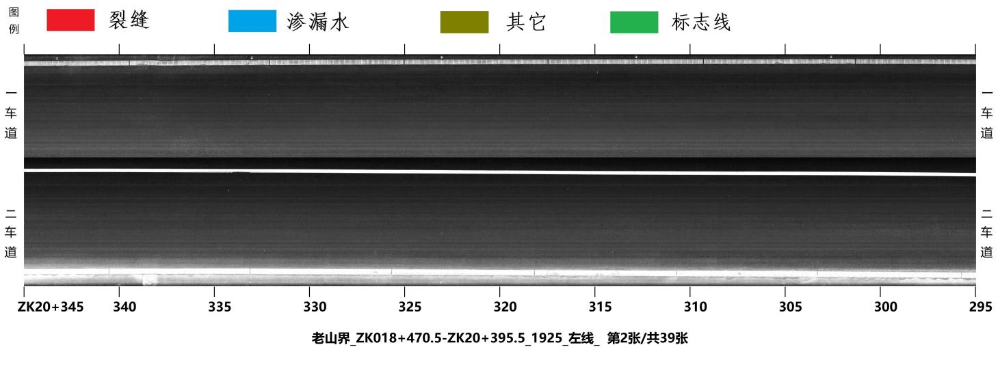 图例
裂缝 渗漏水 其它 标志线
一车道 一车道
二车道 二车道
ZK20+345 340 335 330 325 320 315 310 305 300 295
老山界_ZK018+470.5-ZK20+395.5_1925_左线_ 第2张/共39张